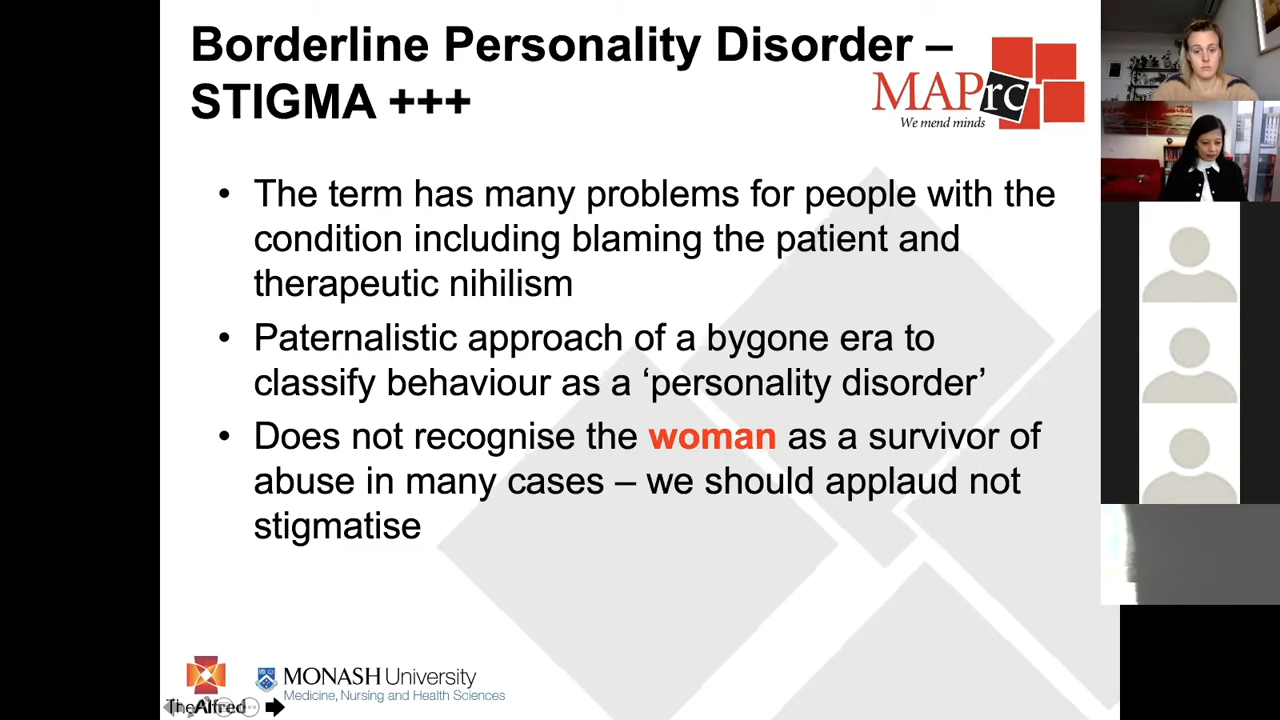 Borderline Personality Disorder –
STIGMA +++
MAPrc
We mend minds
• The term has many problems for people with the
condition including blaming the patient and
therapeutic nihilism
• Paternalistic approach of a bygone era to
classify behaviour as a ‘personality disorder’
• Does not recognise the woman as a survivor of
abuse in many cases – we should applaud not
stigmatise
TheAlfred
MONASH University
Medicine, Nursing and Health Sciences